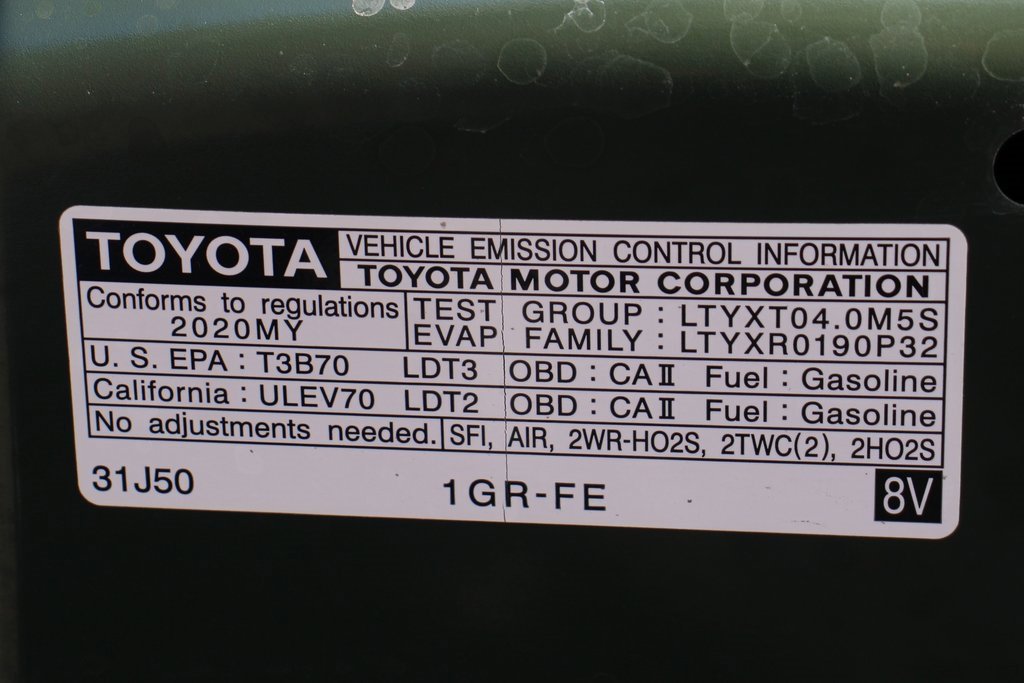 TOYOTA
VEHICLE EMISSION CONTROL INFORMATION
TOYOTA MOTOR CORPORATION
Conforms to regulations
2020MY
TEST GROUP : LTYXT04.0M5S
EVAP FAMILY : LTYXR0190P32
U. S. EPA : T3B70 LDT3 OBD : CAⅡ Fuel : Gasoline
California : ULEV70 LDT2 OBD : CAⅡ Fuel : Gasoline
No adjustments needed. SFI, AIR, 2WR-HO2S, 2TWC(2), 2HO2S
31J50 1GR-FE 8V